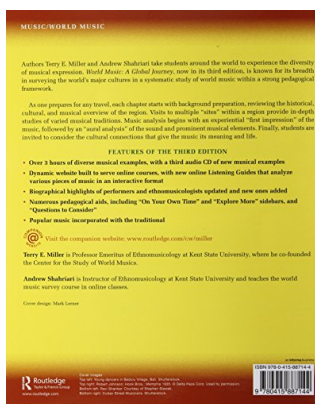 MUSIC/WORLD MUSIC
Authors Terry E. Miller and Andrew Shahriari take students around the world to experience the diversity
of musical expression. World Music: A Global Journey, now in its third edition, is known for its breadth
in surveying the world's major cultures in a systematic study of world music within a strong pedagogical
framework.
As one prepares for any travel, each chapter starts with background preparation, reviewing the historical,
cultural, and musical overview of the region. Visits to multiple "sites" within a region provide in-depth
studies of varied musical traditions. Music analysis begins with an experiential "first impression" of the
music, followed by an "aural analysis" of the sound and prominent musical elements. Finally, students are
invited to consider the cultural connections that give the music its meaning and life.
FEATURES OF THE THIRD EDITION
• Over 3 hours of diverse musical examples, with a third audio CD of new musical examples
• Dynamic website built to serve online courses, with new online Listening Guides that analyze
various pieces of music in an interactive format
• Biographical highlights of performers and ethnomusicologists updated and new ones added
• Numerous pedagogical aids, including "On Your Own Time" and "Explore More" sidebars, and
"Questions to Consider"
• Popular music incorporated with the traditional
Visit the companion website: www.routledge.com/cw/miller
Terry E. Miller is Professor Emeritus of Ethnomusicology at Kent State University, where he co-founded
the Center for the Study of World Musics.
Andrew Shahriari is Instructor of Ethnomusicology at Kent State University and teaches the world
music survey course in online classes.
Cover design: Mark Lerner
Cover images
Routledge
Taylor & Francis Group
an informa business
ISBN 978-0-415-88714-4
9 780415 887144